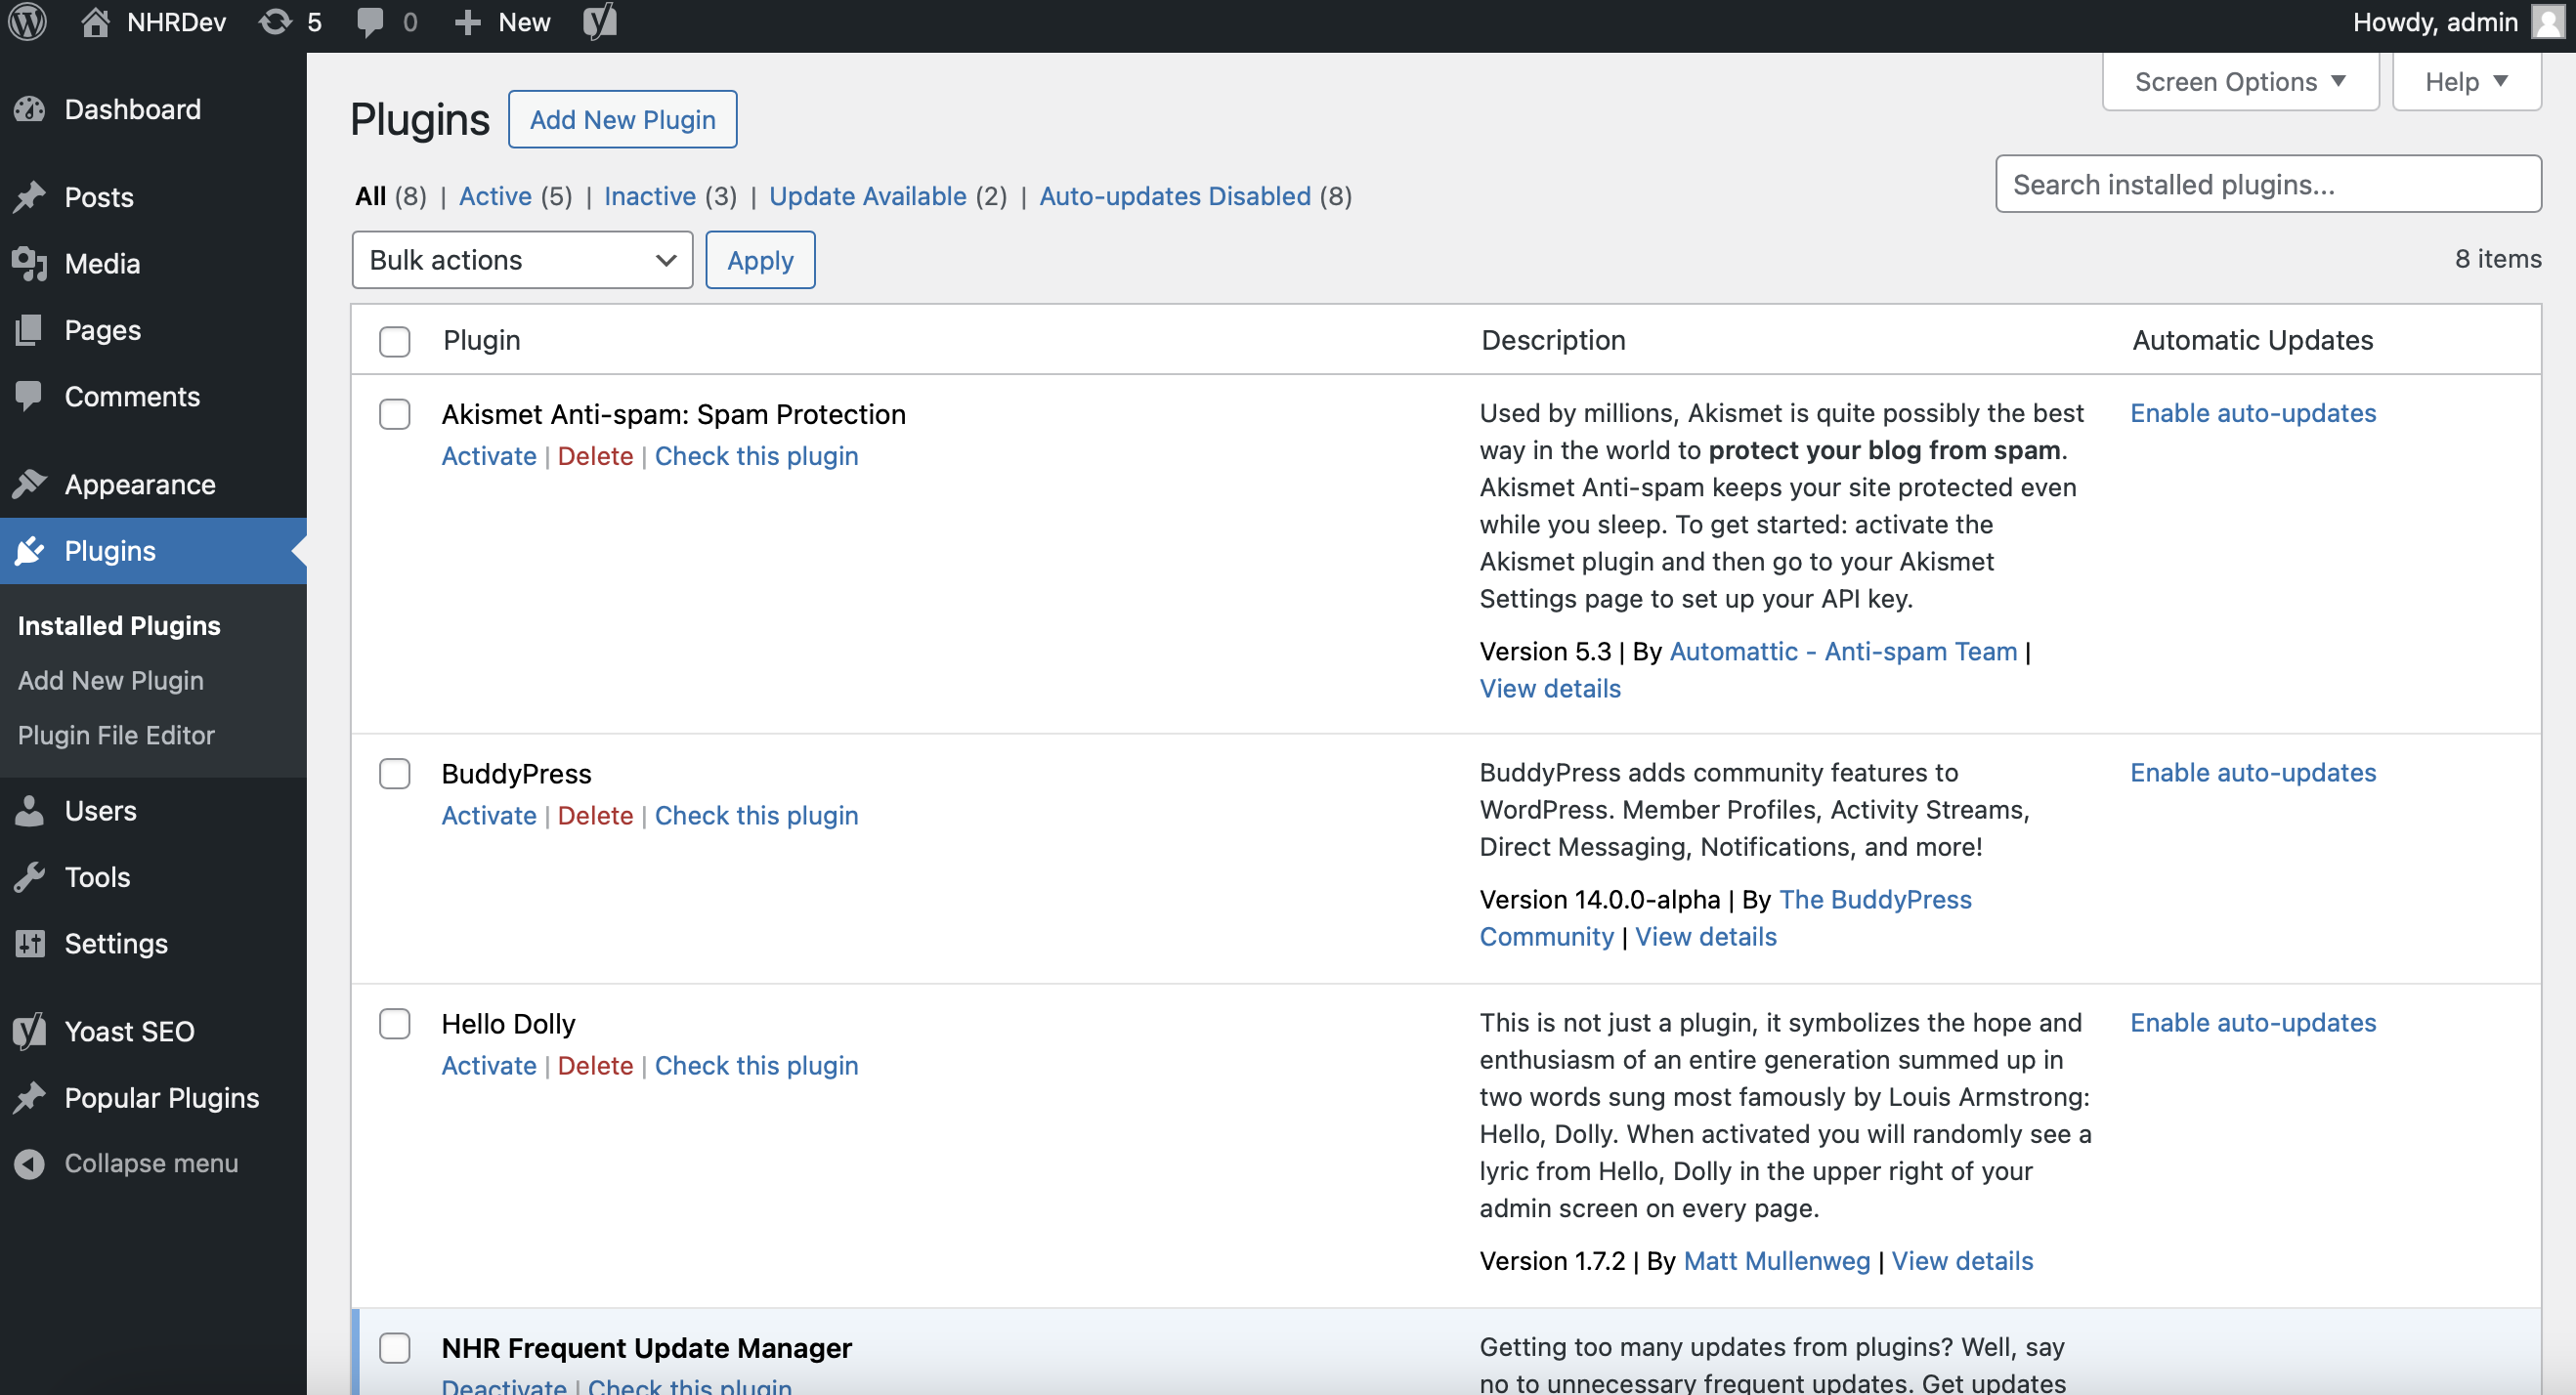 NHRDev 5 0 New Howdy, admin
Dashboard
Posts
Media
Pages
Comments
Appearance
Plugins
Installed Plugins
Add New Plugin
Plugin File Editor
Users
Tools
Settings
Yoast SEO
Popular Plugins
Collapse menu
Screen Options Help
Plugins Add New Plugin
All (8) | Active (5) | Inactive (3) | Update Available (2) | Auto-updates Disabled (8)
Search installed plugins...
Bulk actions Apply
8 items
Plugin Description Automatic Updates
Akismet Anti-spam: Spam Protection
Activate | Delete | Check this plugin
Used by millions, Akismet is quite possibly the best
way in the world to protect your blog from spam.
Akismet Anti-spam keeps your site protected even
while you sleep. To get started: activate the
Akismet plugin and then go to your Akismet
Settings page to set up your API key.
Version 5.3 | By Automattic - Anti-spam Team |
View details
Enable auto-updates
BuddyPress
Activate | Delete | Check this plugin
BuddyPress adds community features to
WordPress. Member Profiles, Activity Streams,
Direct Messaging, Notifications, and more!
Version 14.0.0-alpha | By The BuddyPress
Community | View details
Enable auto-updates
Hello Dolly
Activate | Delete | Check this plugin
This is not just a plugin, it symbolizes the hope and
enthusiasm of an entire generation summed up in
two words sung most famously by Louis Armstrong:
Hello, Dolly. When activated you will randomly see a
lyric from Hello, Dolly in the upper right of your
admin screen on every page.
Version 1.7.2 | By Matt Mullenweg | View details
Enable auto-updates
NHR Frequent Update Manager
Deactivate | Check this plugin
Getting too many updates from plugins? Well, say
no to unnecessary frequent updates. Get updates